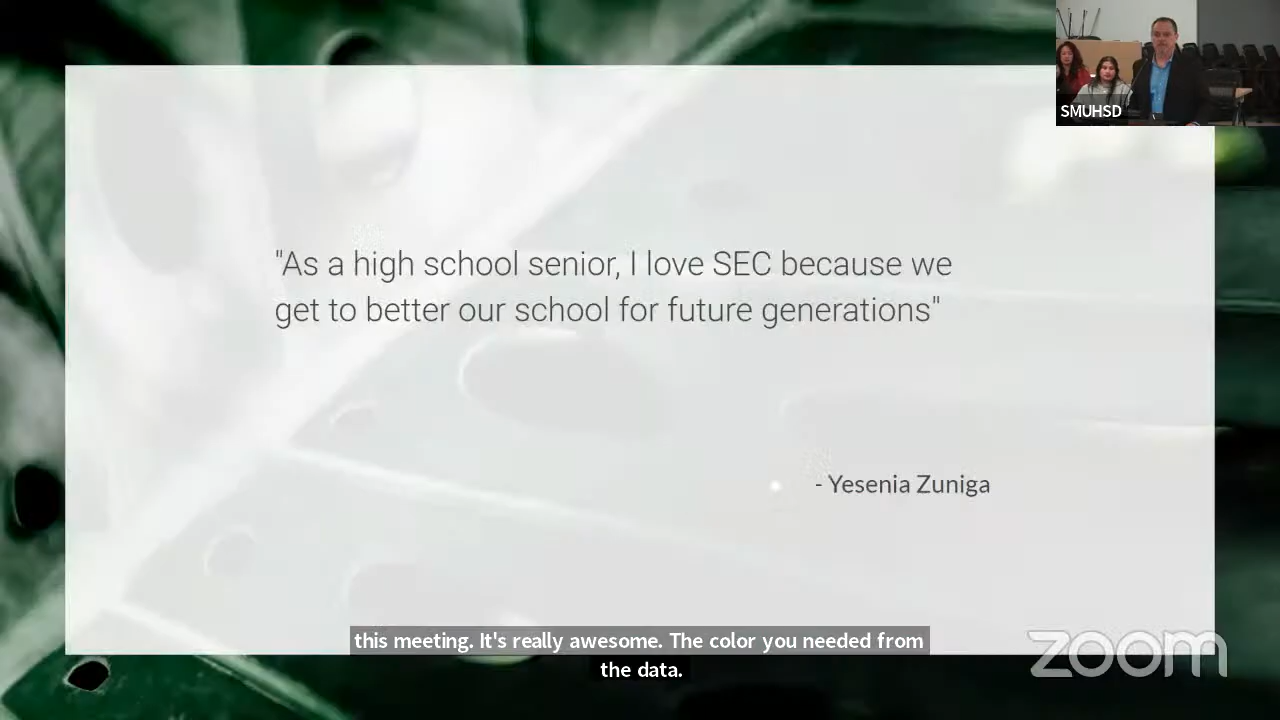 SMUHSD
"As a high school senior, I love SEC because we
get to better our school for future generations"
- Yesenia Zuniga
this meeting. It's really awesome. The color you needed from
the data.
zoom